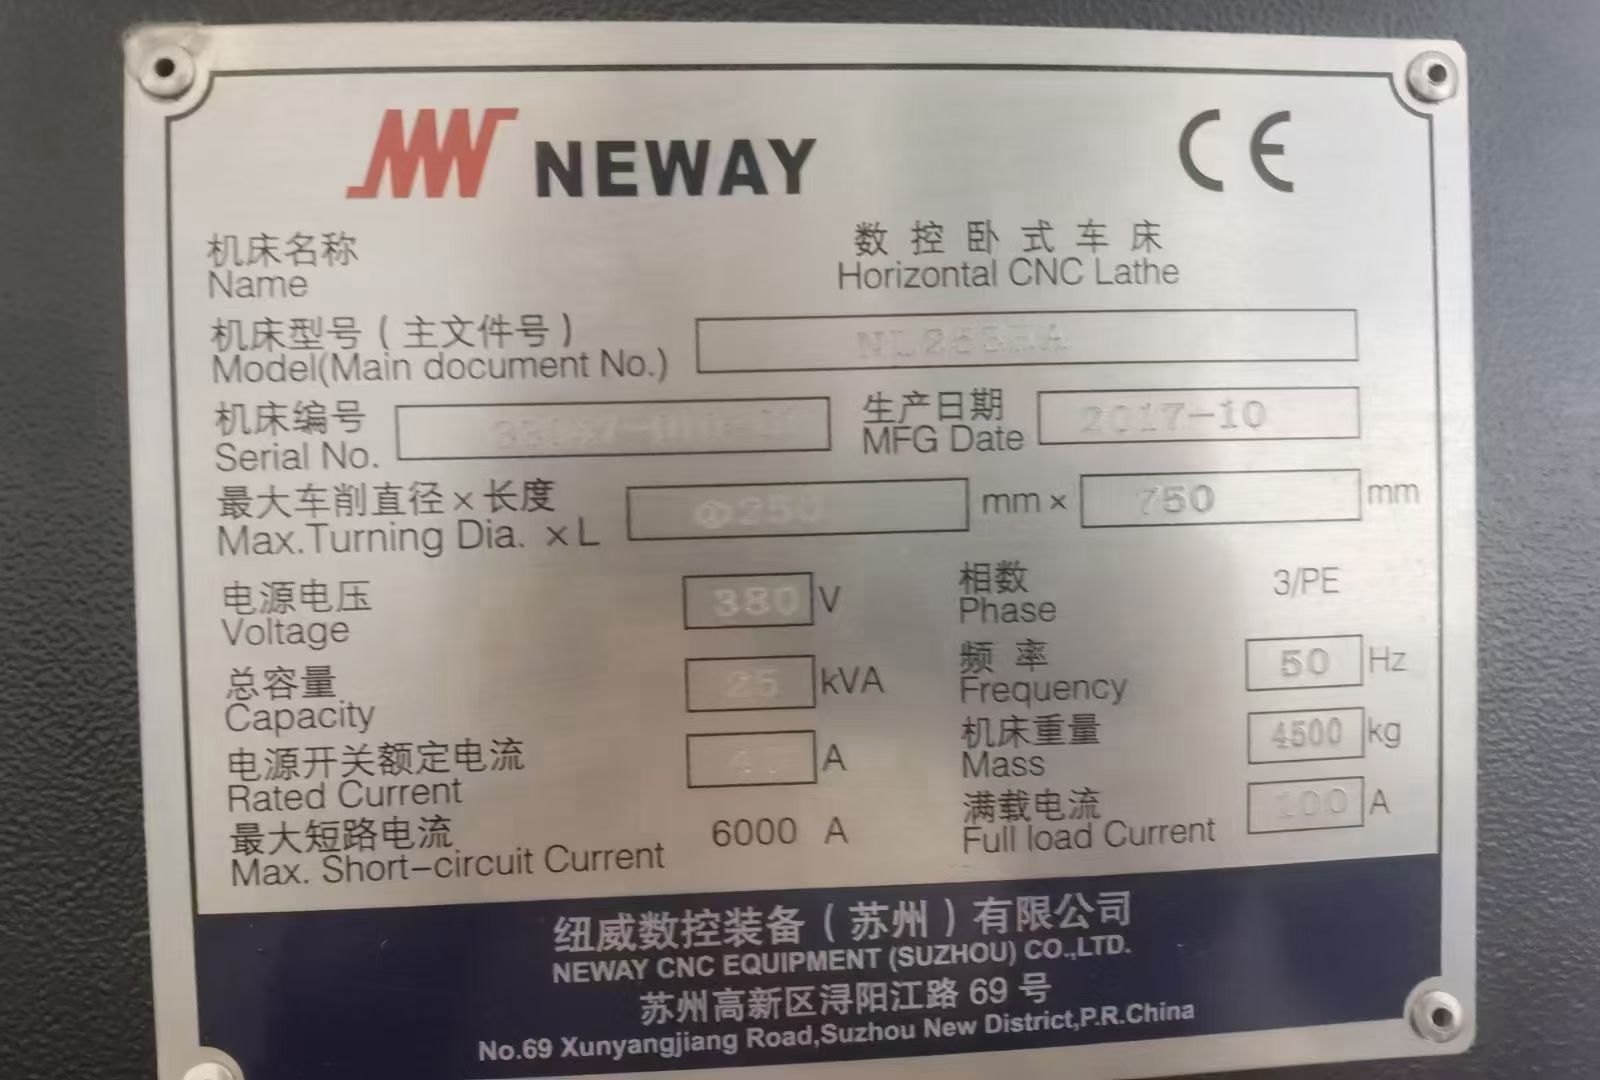 NEWAY CE
机床名称 数控卧式车床
Name Horizontal CNC Lathe
机床型号(主文件号)
Model(Main document No.)
机床编号 生产日期 2017-10
Serial No. MFG Date
最大车削直径×长度 Φ250 mm × 750 mm
Max.Turning Dia. ×L
电源电压 380 V 相数 3/PE
Voltage Phase
总容量 25 kVA 频率 50 Hz
Capacity Frequency
电源开关额定电流 A 机床重量 4500 kg
Rated Current Mass
最大短路电流 6000 A 满载电流 100 A
Max. Short-circuit Current Full load Current
纽威数控装备(苏州)有限公司
NEWAY CNC EQUIPMENT (SUZHOU) CO.,LTD.
苏州高新区浔阳江路 69 号
No.69 Xunyangjiang Road,Suzhou New District,P.R.China